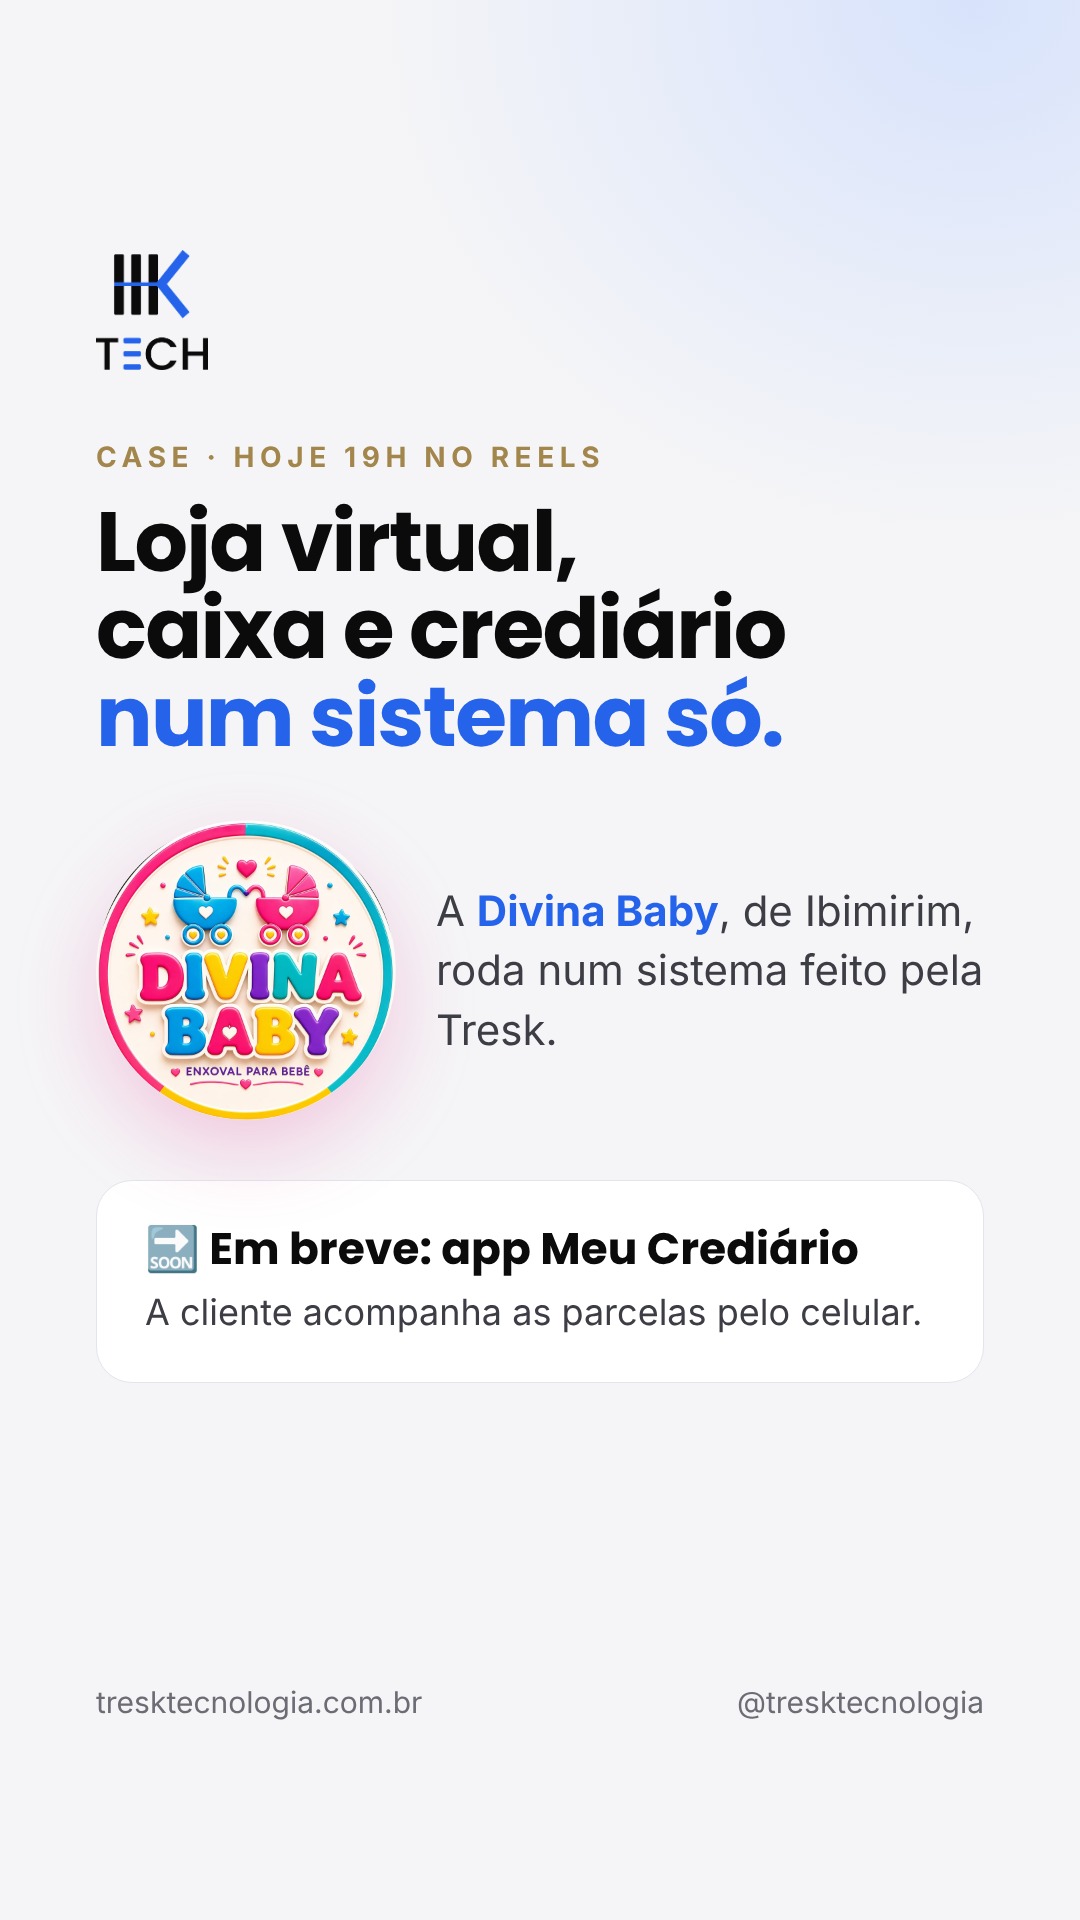 TECH
CASE · HOJE 19H NO REELS
Loja virtual,
caixa e crediário
num sistema só.
DIVINA
BABY
ENXOVAL PARA BEBÊ
A Divina Baby, de Ibimirim,
roda num sistema feito pela
Tresk.
SOON Em breve: app Meu Crediário
A cliente acompanha as parcelas pelo celular.
tresktecnologia.com.br
@tresktecnologia